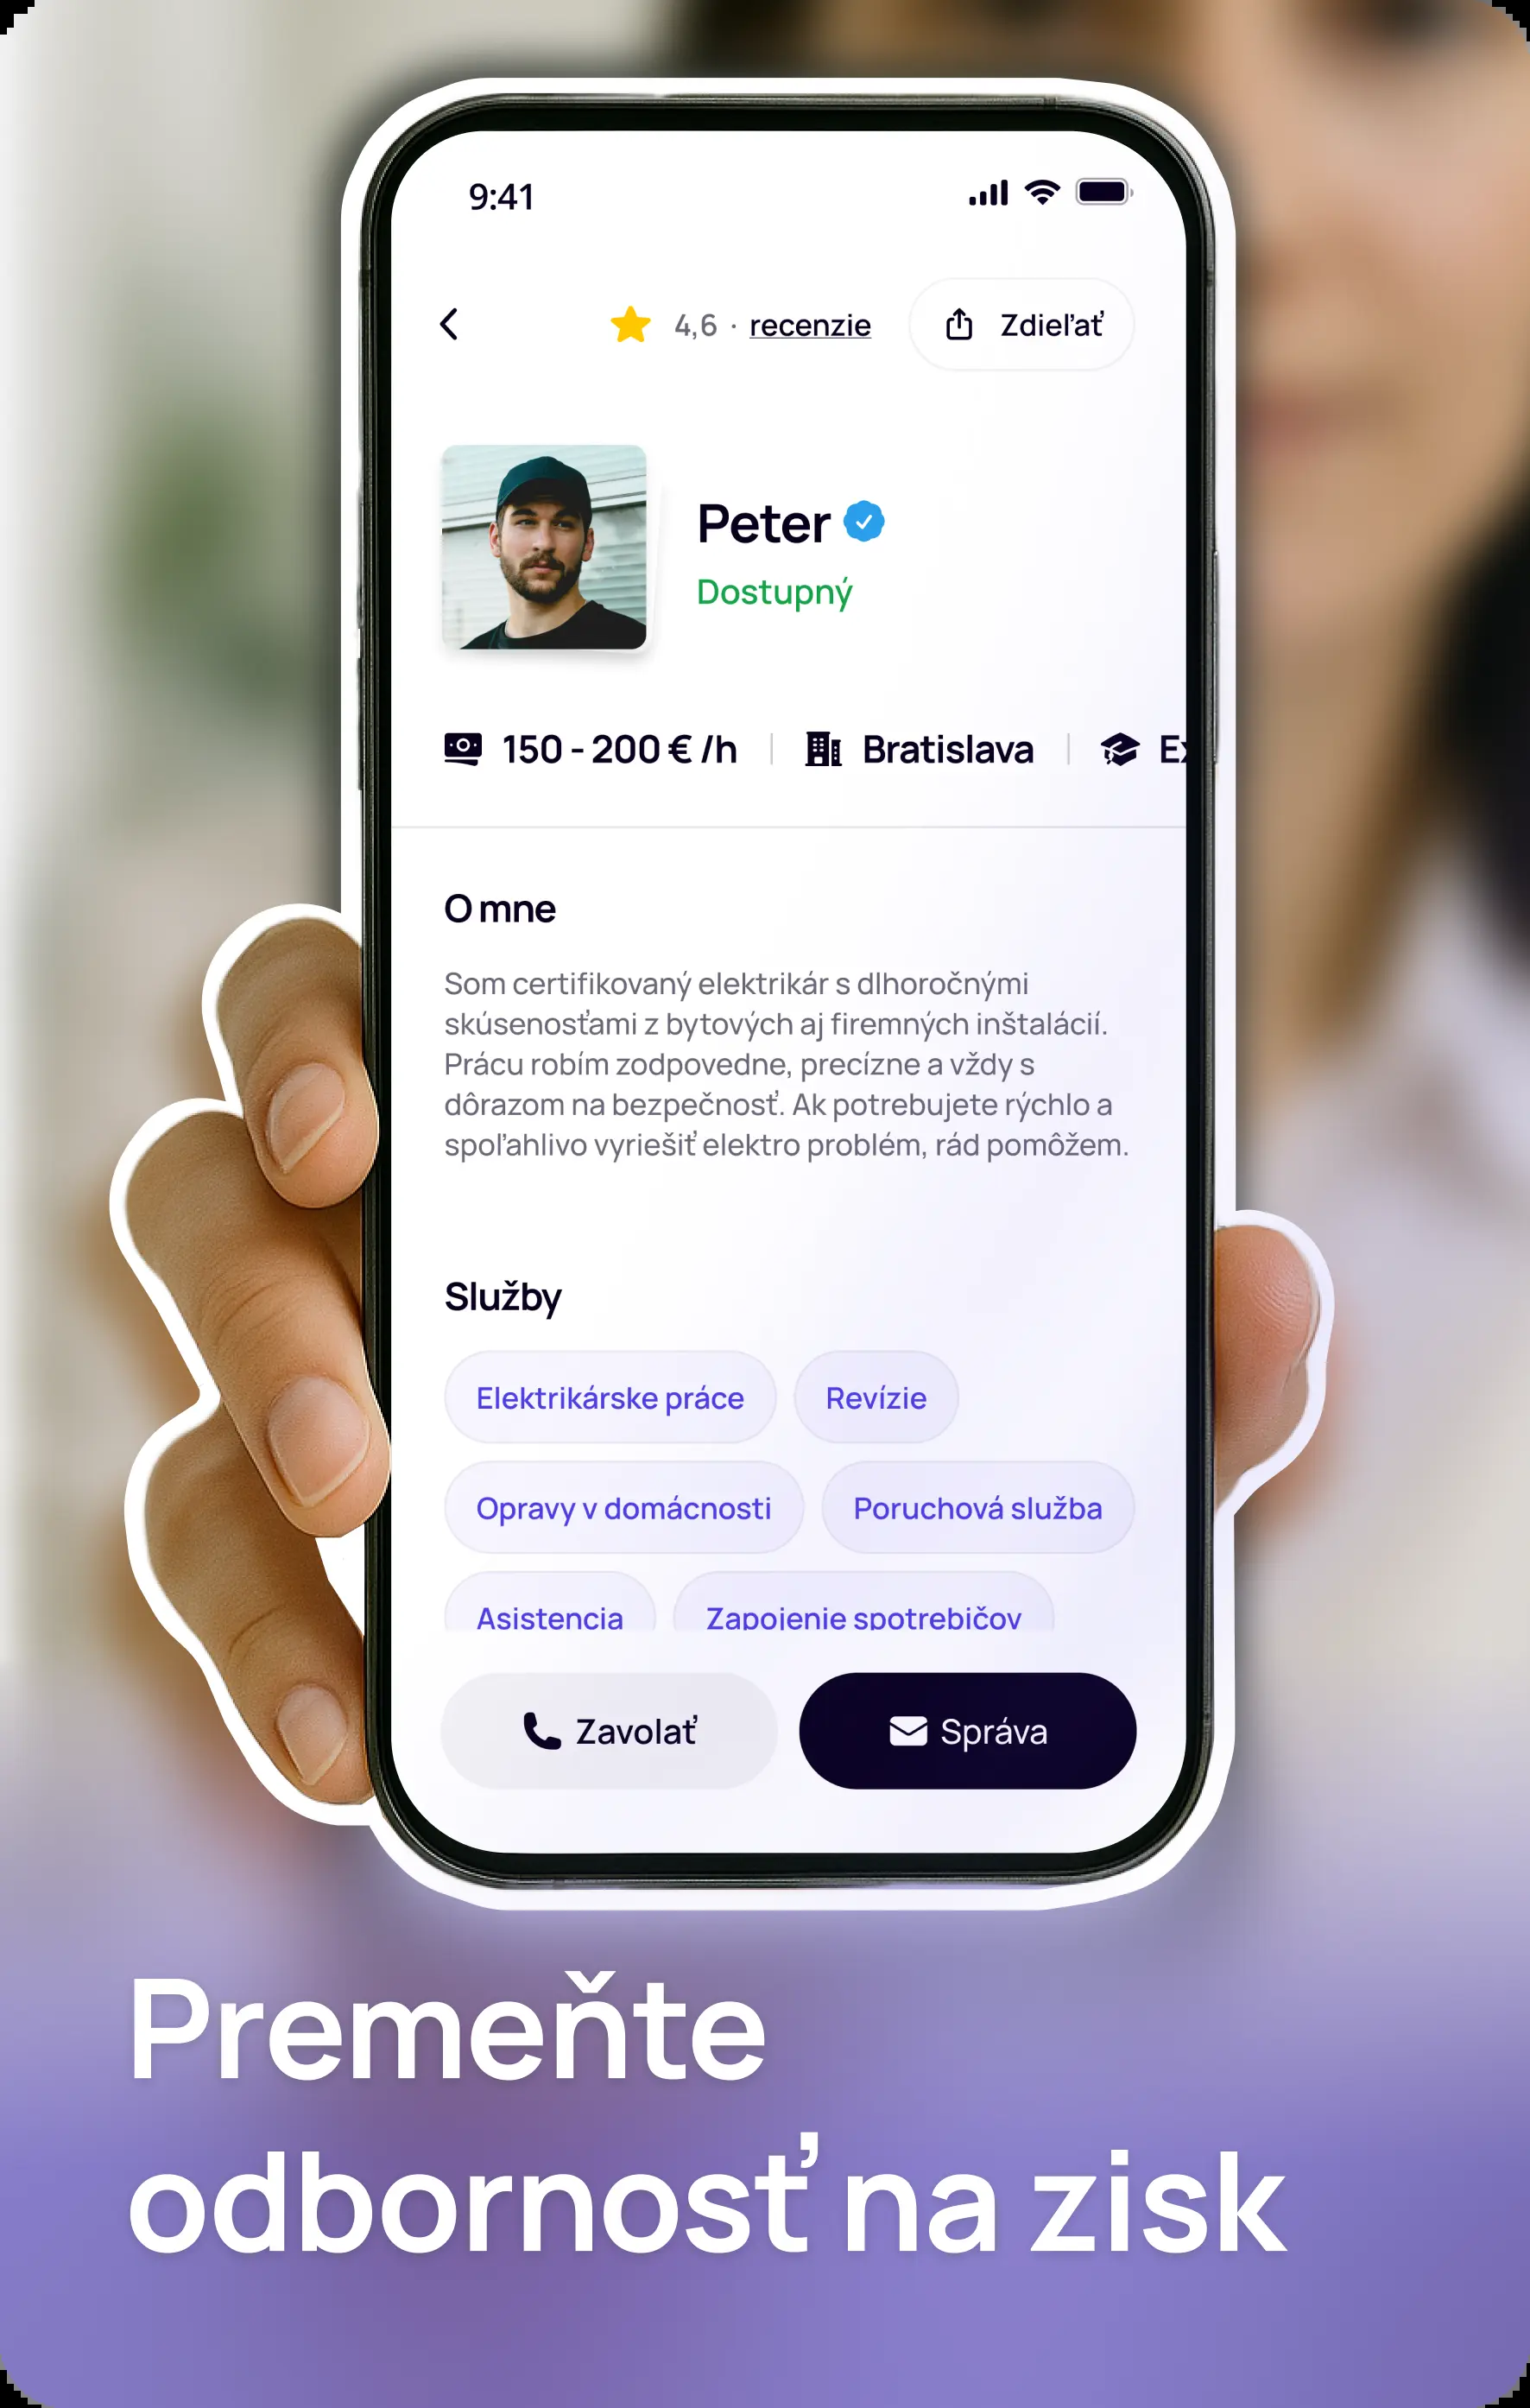 9:41
4,6 · recenzie
Zdieľať
Peter
Dostupný
150 - 200 € /h
Bratislava
O mne
Som certifikovaný elektrikár s dlhoročnými
skúsenosťami z bytových aj firemných inštalácií.
Prácu robím zodpovedne, precízne a vždy s
dôrazom na bezpečnosť. Ak potrebujete rýchlo a
spoľahlivo vyriešiť elektro problém, rád pomôžem.
Služby
Elektrikárske práce
Revízie
Opravy v domácnosti
Poruchová služba
Asistencia
Zapojenie spotrebičov
Zavolať
Správa
Premeňte
odbornosť na zisk